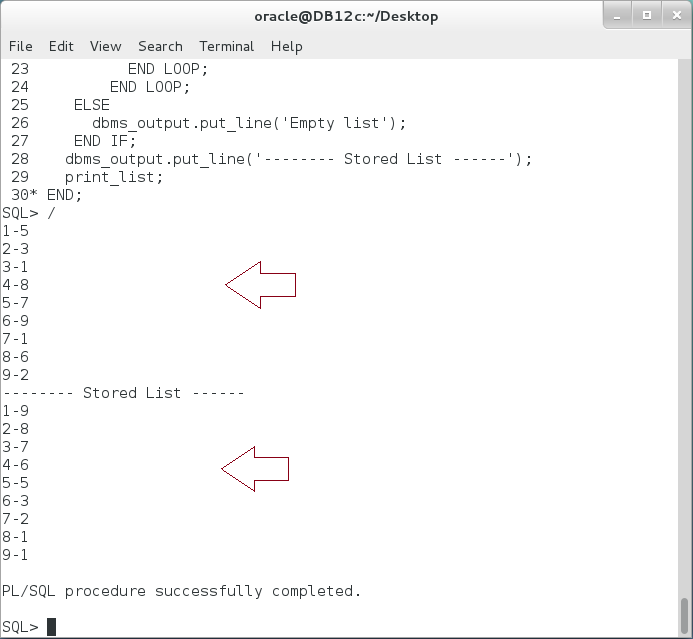 oracle@DB12c:~/Desktop
File Edit View Search Terminal Help
23 END LOOP;
24 END LOOP;
25 ELSE
26 dbms_output.put_line('Empty list');
27 END IF;
28 dbms_output.put_line('-------- Stored List ------');
29 print_list;
30* END;
SQL> /
1-5
2-3
3-1
4-8
5-7
6-9
7-1
8-6
9-2
-------- Stored List ------
1-9
2-8
3-7
4-6
5-5
6-3
7-2
8-1
9-1
PL/SQL procedure successfully completed.
SQL>